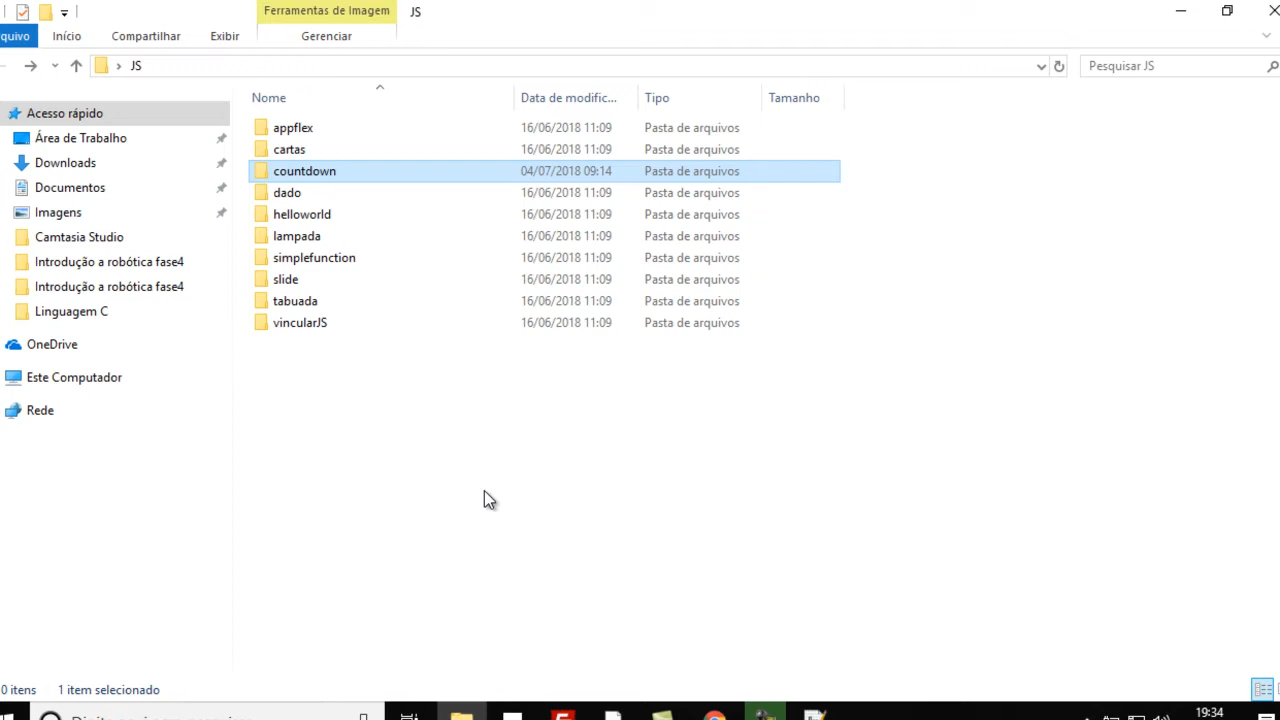 Ferramentas de Imagem JS
quivo Início Compartilhar Exibir Gerenciar
JS Pesquisar JS
Nome Data de modific... Tipo Tamanho
Acesso rápido
Área de Trabalho
Downloads
Documentos
Imagens
Camtasia Studio
Introdução a robótica fase4
Introdução a robótica fase4
Linguagem C
OneDrive
Este Computador
Rede
appflex 16/06/2018 11:09 Pasta de arquivos
cartas 16/06/2018 11:09 Pasta de arquivos
countdown 04/07/2018 09:14 Pasta de arquivos
dado 16/06/2018 11:09 Pasta de arquivos
helloworld 16/06/2018 11:09 Pasta de arquivos
lampada 16/06/2018 11:09 Pasta de arquivos
simplefunction 16/06/2018 11:09 Pasta de arquivos
slide 16/06/2018 11:09 Pasta de arquivos
tabuada 16/06/2018 11:09 Pasta de arquivos
vincularJS 16/06/2018 11:09 Pasta de arquivos
0 itens 1 item selecionado
19:34